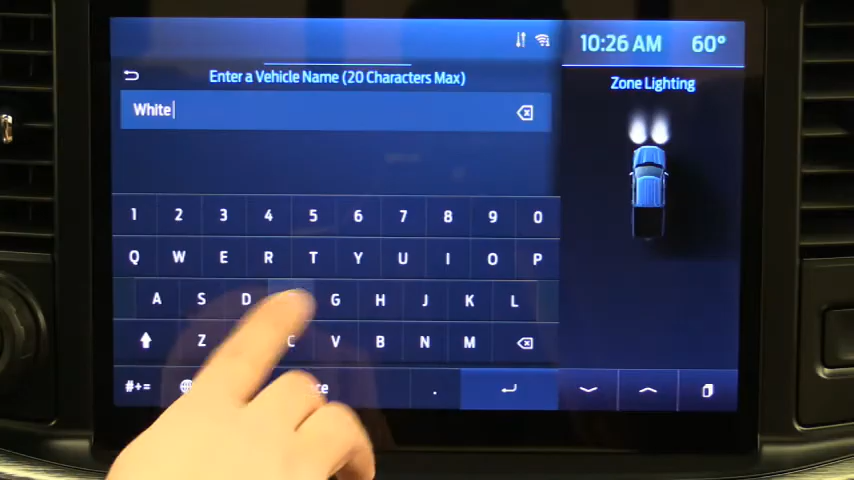 10:26 AM 60°
Enter a Vehicle Name (20 Characters Max)
Zone Lighting
White
1 2 3 4 5 6 7 8 9 0
Q W E R T Y U I O P
A S D G H J K L
Z C V B N M
#+= .